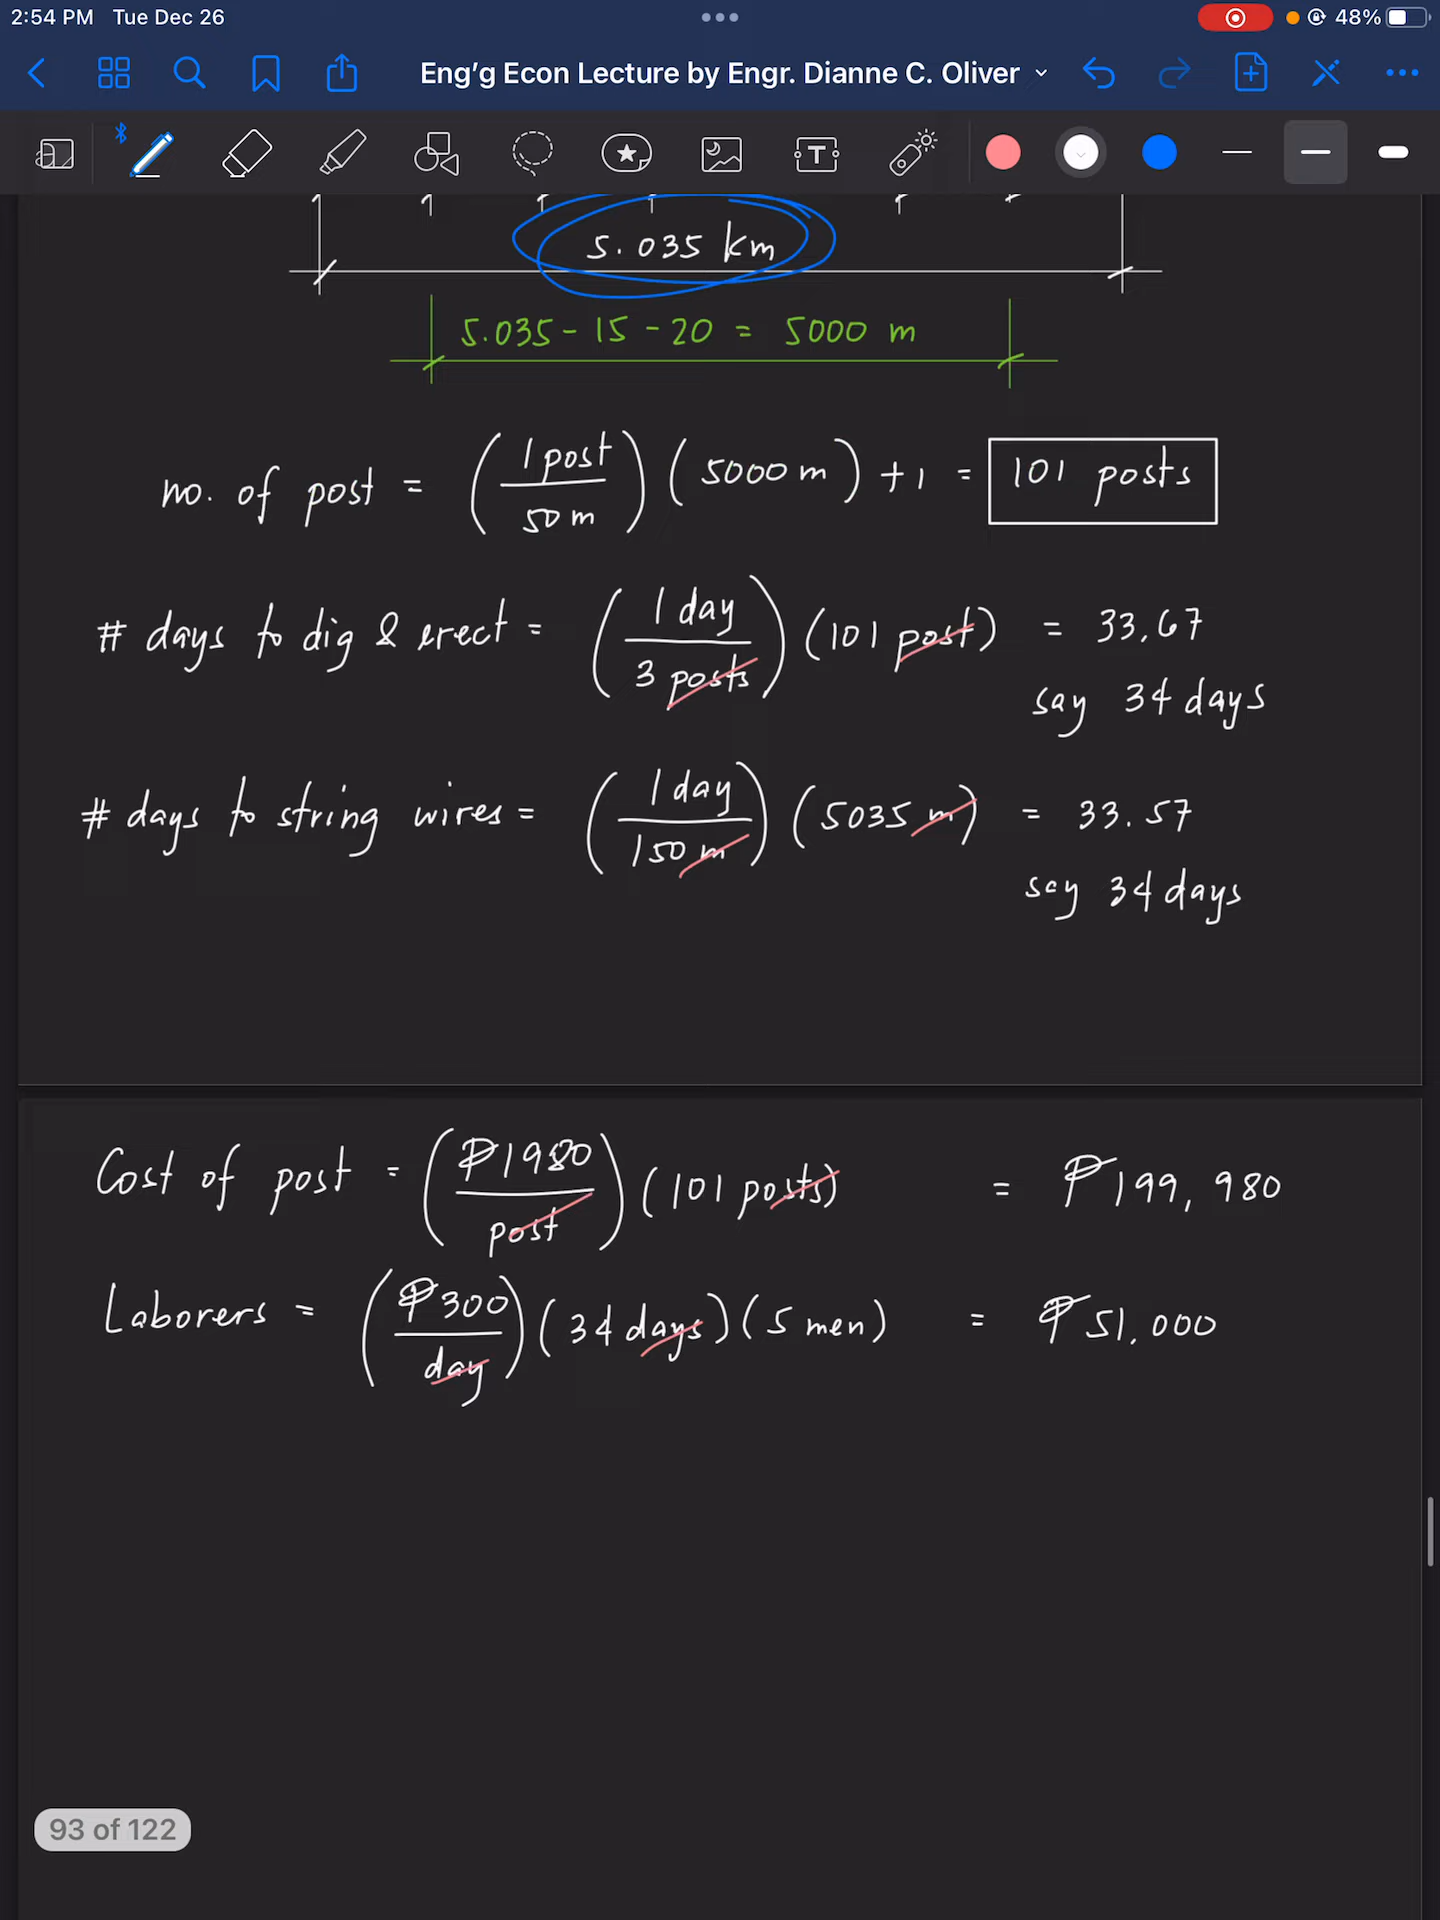 2:54 PM Tue Dec 26 48%
Eng'g Econ Lecture by Engr. Dianne C. Oliver
T
5.035 km
5.035 - 15 - 20 = 5000 m
no. of post = (1 post / 50 m) (5000 m) + 1 = 101 posts
# days to dig & erect = (1 day / 3 posts) (101 post) = 33.67
say 34 days
# days to string wires = (1 day / 150 m) (5035 m) = 33.57
say 34 days
Cost of post = (₱1980 / post) (101 posts) = ₱199,980
Laborers = (₱300 / day) (34 days) (5 men) = ₱51,000
93 of 122